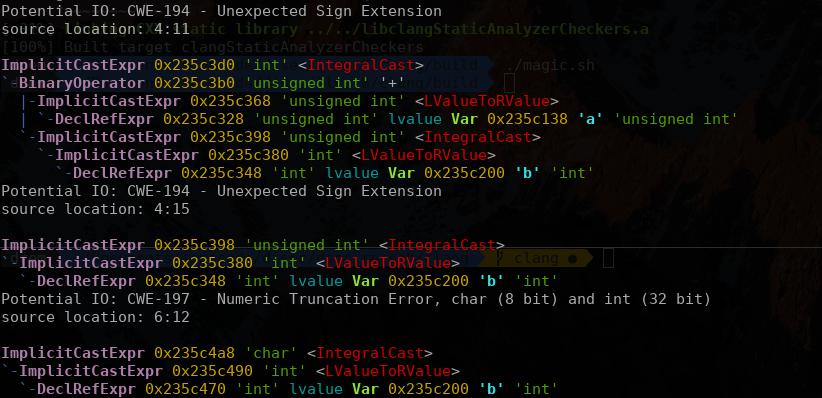 Potential IO: CWE-194 - Unexpected Sign Extension
source location: 4:11
static library ../../libclangStaticAnalyzerCheckers.a
[100%] Built target clangStaticAnalyzerCheckers
ImplicitCastExpr 0x235c3d0 'int' <IntegralCast>
/build ./magic.sh
`-BinaryOperator 0x235c3b0 'unsigned int' '+'
  |-ImplicitCastExpr 0x235c368 'unsigned int' <LValueToRValue>
  | `-DeclRefExpr 0x235c328 'unsigned int' lvalue Var 0x235c138 'a' 'unsigned int'
  `-ImplicitCastExpr 0x235c398 'unsigned int' <IntegralCast>
    `-ImplicitCastExpr 0x235c380 'int' <LValueToRValue>
      `-DeclRefExpr 0x235c348 'int' lvalue Var 0x235c200 'b' 'int'
Potential IO: CWE-194 - Unexpected Sign Extension
source location: 4:15
ImplicitCastExpr 0x235c398 'unsigned int' <IntegralCast>
`-ImplicitCastExpr 0x235c380 'int' <LValueToRValue>
clang ●
  `-DeclRefExpr 0x235c348 'int' lvalue Var 0x235c200 'b' 'int'
Potential IO: CWE-197 - Numeric Truncation Error, char (8 bit) and int (32 bit)
source location: 6:12
ImplicitCastExpr 0x235c4a8 'char' <IntegralCast>
`-ImplicitCastExpr 0x235c490 'int' <LValueToRValue>
  `-DeclRefExpr 0x235c470 'int' lvalue Var 0x235c200 'b' 'int'